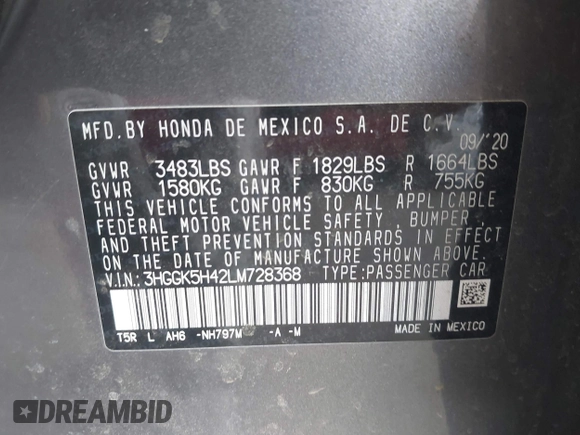 MFD. BY HONDA DE MEXICO S.A. DE C.V.
09/'20
GVWR 3483LBS GAWR F 1829LBS R 1664LBS
GVWR 1580KG GAWR F 830KG R 755KG
THIS VEHICLE CONFORMS TO ALL APPLICABLE
FEDERAL MOTOR VEHICLE SAFETY , BUMPER ,
AND THEFT PREVENTION STANDARDS IN EFFECT
ON THE DATE OF MANUFACTURE SHOWN ABOVE.
V.I.N.: 3HGGK5H42LM728368 TYPE:PASSENGER CAR
T5R L AH6 -NH797M -A -M MADE IN MEXICO
DREAMBID